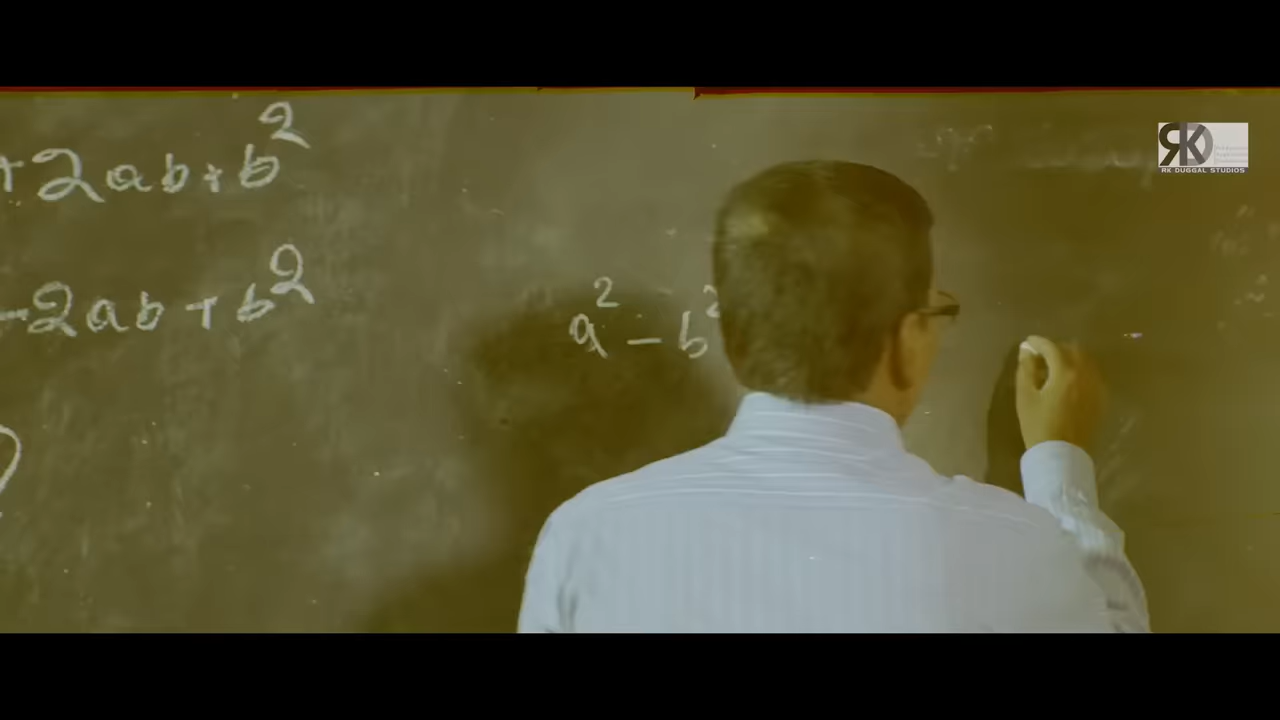 +2ab+b²
-2ab+b²
a²-b²
)
RK
RK DUGGAL STUDIOS